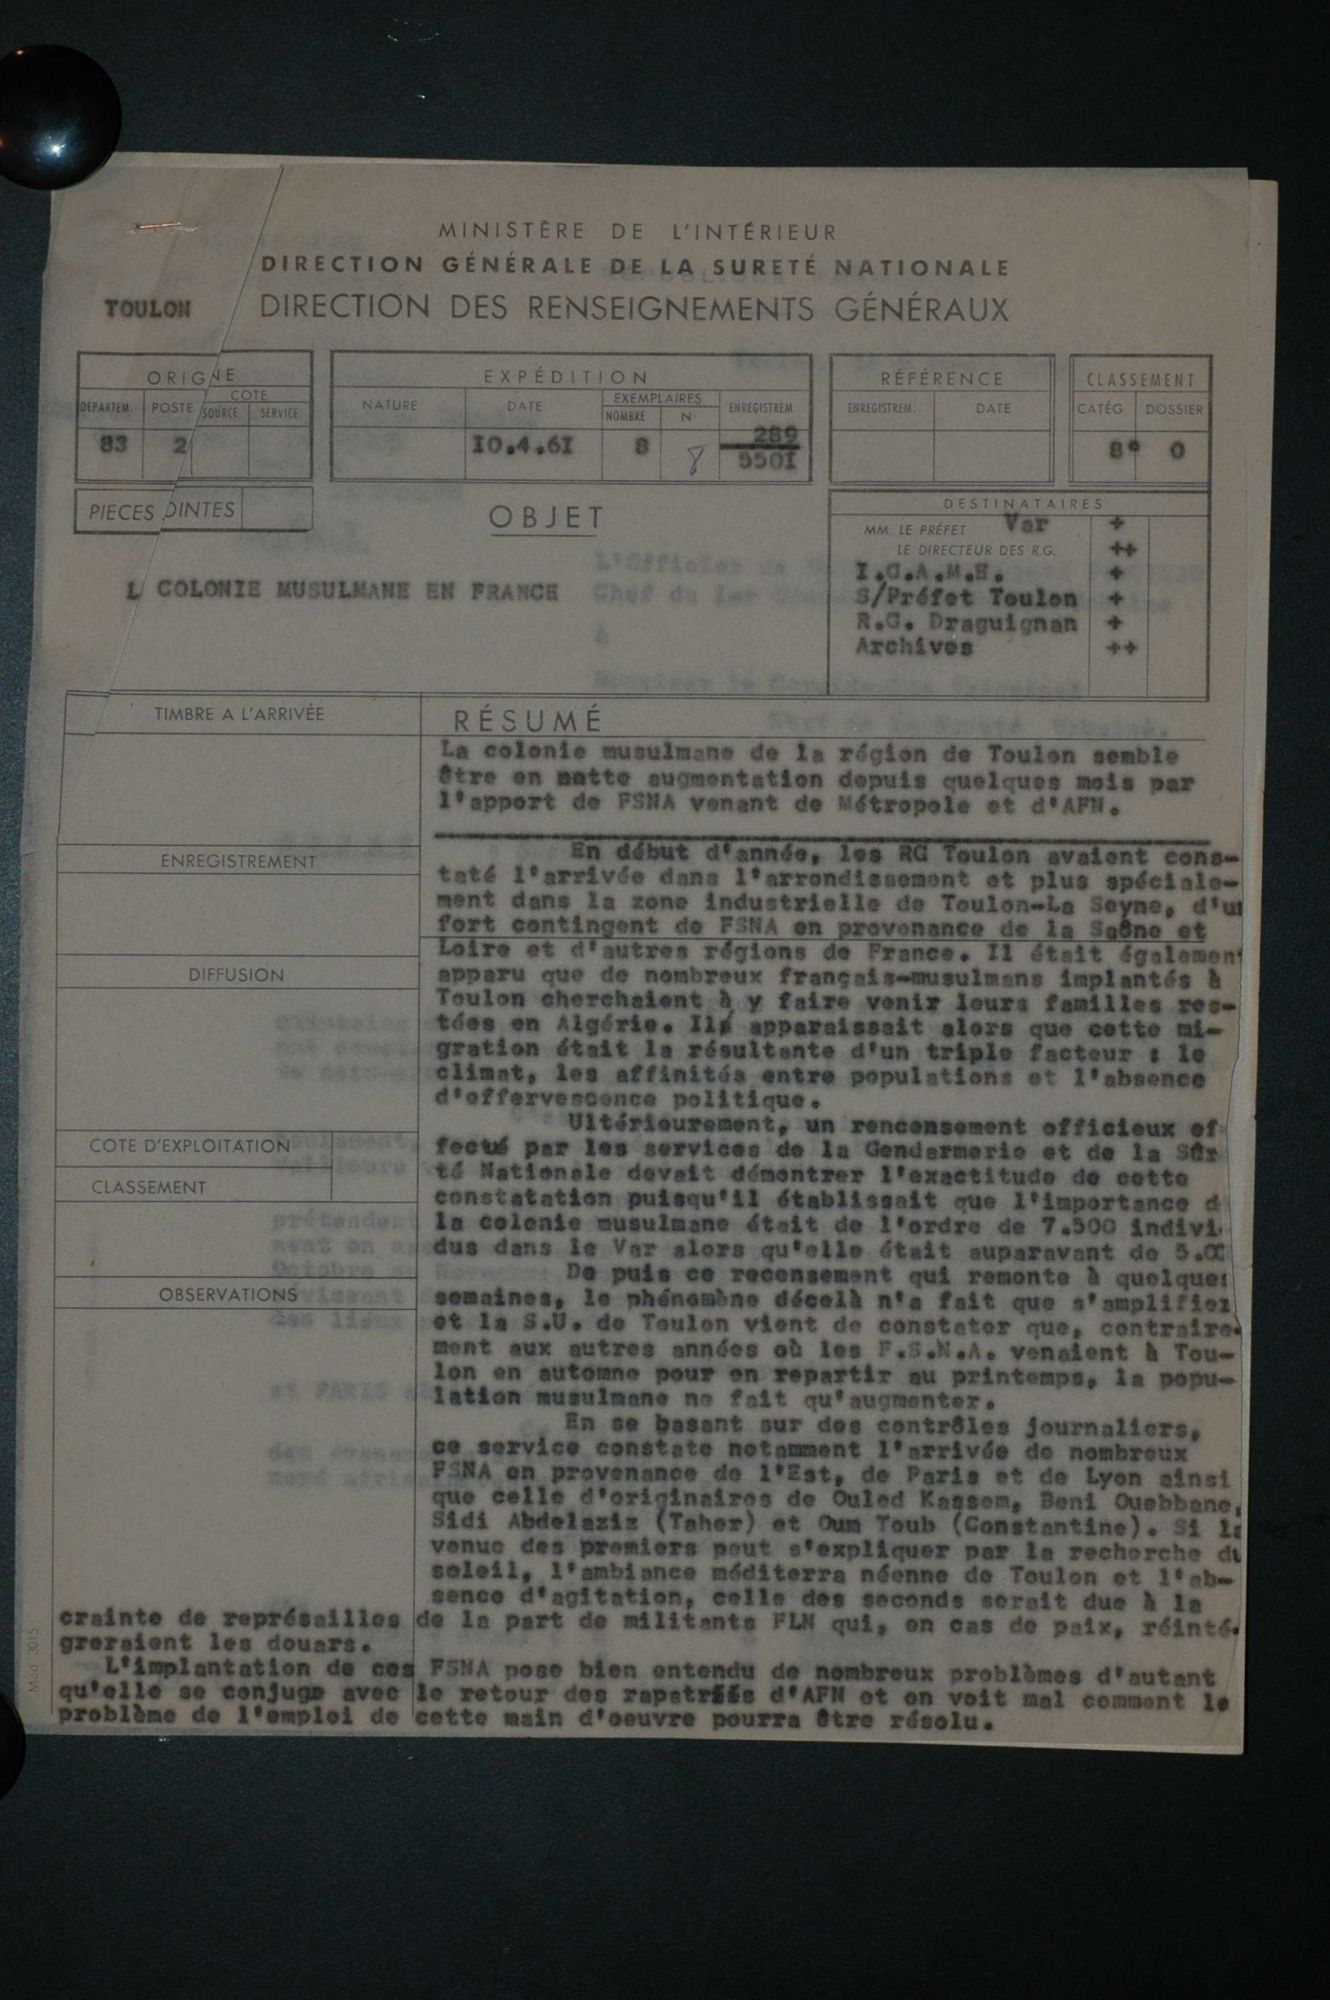 MINISTÈRE DE L'INTÉRIEUR
DIRECTION GÉNÉRALE DE LA SURETÉ NATIONALE
TOULON DIRECTION DES RENSEIGNEMENTS GÉNÉRAUX
ORIGNE
DÉPARTEM. POSTE COTE
SOURCE SERVICE
83 2
EXPÉDITION
NATURE DATE EXEMPLAIRES ENREGISTREM.
NOMBRE N°
10.4.61 8 8 289
5501
RÉFÉRENCE
ENREGISTREM. DATE
CLASSEMENT
CATÉG DOSSIER
8° 0
PIECES OINTES
OBJET
L COLONIE MUSULMANE EN FRANCE
DESTINATAIRES
MM. LE PRÉFET Var +
LE DIRECTEUR DES R.G. ++
I.G.A.M.E. +
S/Préfet Toulon +
R.G. Draguignan +
Archives ++
TIMBRE A L'ARRIVÉE
ENREGISTREMENT
DIFFUSION
COTE D'EXPLOITATION
CLASSEMENT
OBSERVATIONS
RÉSUMÉ
La colonie musulmane de la région de Toulon semble
être en natte augmentation depuis quelques mois par
l'apport de FSNA venant de Métropole et d'AFN.
En début d'année, les RG Toulon avaient cons-
taté l'arrivée dans l'arrondissement et plus spéciale-
ment dans la zone industrielle de Toulon-La Seyne, d'un
fort contingent de FSNA en provenance de la Saône et
Loire et d'autres régions de France. Il était également
apparu que de nombreux français-musulmans implantés à
Toulon cherchaient à y faire venir leurs familles res-
tées en Algérie. Il apparaissait alors que cette mi-
gration était la résultante d'un triple facteur : le
climat, les affinités entre populations et l'absence
d'effervescence politique.
Ultérieurement, un rencensement officieux ef
fectué par les services de la Gendarmerie et de la Sûr
té Nationale devait démontrer l'exactitude de cette
constatation puisqu'il établissait que l'importance d
la colonie musulmane était de l'ordre de 7.500 indivi
dus dans le Var alors qu'elle était auparavant de 5.00
De puis ce recensement qui remonte à quelques
semaines, le phénomène décelà n'a fait que s'amplifiez
et la S.U. de Toulon vient de constater que, contraire-
ment aux autres années où les F.S.N.A. venaient à Tou-
lon en automne pour en repartir au printemps, la popu-
lation musulmane ne fait qu'augmenter.
En se basant sur des contrôles journaliers,
ce service constate notamment l'arrivée de nombreux
FSNA en provenance de l'Est, de Paris et de Lyon ainsi
que celle d'originaires de Ouled Kassem, Beni Ouebbane,
Sidi Abdelaziz (Taher) et Oum Toub (Constantine). Si la
venue des premiers peut s'expliquer par la recherche du
soleil, l'ambiance méditerra néenne de Toulon et l'ab-
sence d'agitation, celle des seconds serait due à la
crainte de représailles de la part de militants FLN qui, en cas de paix, réinté-
greraient les douars.
L'implantation de ces FSNA pose bien entendu de nombreux problèmes d'autant
qu'elle se conjugue avec le retour des rapatriés d'AFN et on voit mal comment le
problème de l'emploi de cette main d'oeuvre pourra être résolu.
Mod 3015